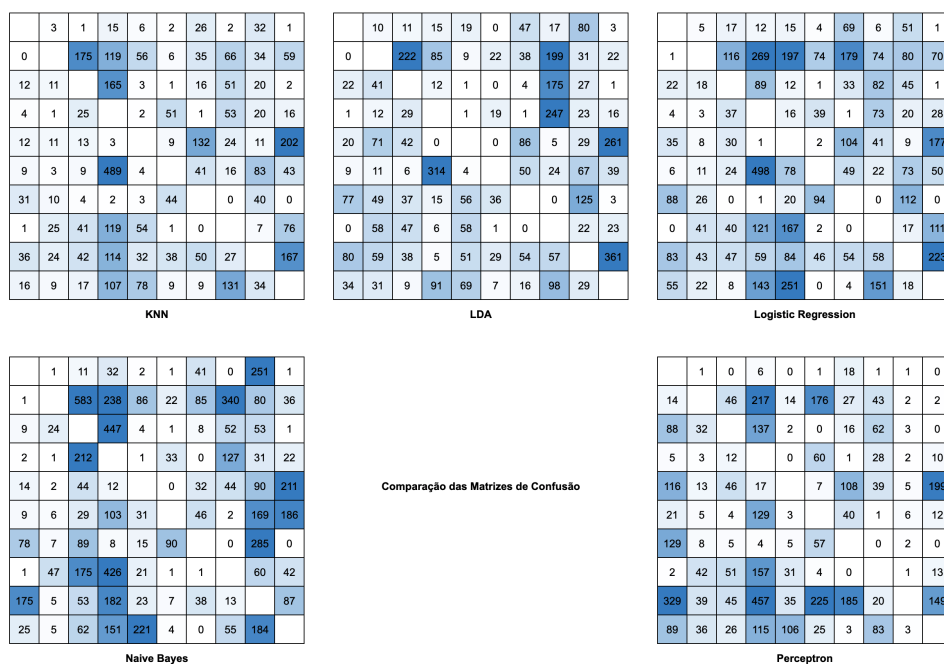 3 1 15 6 2 26 2 32 1
0 175 119 56 6 35 66 34 59
12 11 165 3 1 16 51 20 2
4 1 25 2 51 1 53 20 16
12 11 13 3 9 132 24 11 202
9 3 9 489 4 41 16 83 43
31 10 4 2 3 44 0 40 0
1 25 41 119 54 1 0 7 76
36 24 42 114 32 38 50 27 167
16 9 17 107 78 9 9 131 34
KNN
10 11 15 19 0 47 17 80 3
0 222 85 9 22 38 199 31 22
22 41 12 1 0 4 175 27 1
1 12 29 1 19 1 247 23 16
20 71 42 0 0 86 5 29 261
9 11 6 314 4 50 24 67 39
77 49 37 15 56 36 0 125 3
0 58 47 6 58 1 0 22 23
80 59 38 5 51 29 54 57 361
34 31 9 91 69 7 16 98 29
LDA
5 17 12 15 4 69 6 51 1
1 116 269 197 74 179 74 80 70
22 18 89 12 1 33 82 45 1
4 3 37 16 39 1 73 20 28
35 8 30 1 2 104 41 9 177
6 11 24 498 78 49 22 73 50
88 26 0 1 20 94 0 112 0
0 41 40 121 167 2 0 17 111
83 43 47 59 84 46 54 58 223
55 22 8 143 251 0 4 151 18
Logistic Regression
1 11 32 2 1 41 0 251 1
1 583 238 86 22 85 340 80 36
9 24 447 4 1 8 52 53 1
2 1 212 1 33 0 127 31 22
14 2 44 12 0 32 44 90 211
9 6 29 103 31 46 2 169 186
78 7 89 8 15 90 0 285 0
1 47 175 426 21 1 1 60 42
175 5 53 182 23 7 38 13 87
25 5 62 151 221 4 0 55 184
Naive Bayes
Comparação das Matrizes de Confusão
1 0 6 0 1 18 1 1 0
14 46 217 14 176 27 43 2 2
88 32 137 2 0 16 62 3 0
5 3 12 0 60 1 28 2 10
116 13 46 17 7 108 39 5 199
21 5 4 129 3 40 1 6 12
129 8 5 4 5 57 0 2 0
2 42 51 157 31 4 0 1 13
329 39 45 457 35 225 185 20 149
89 36 26 115 106 25 3 83 3
Perceptron